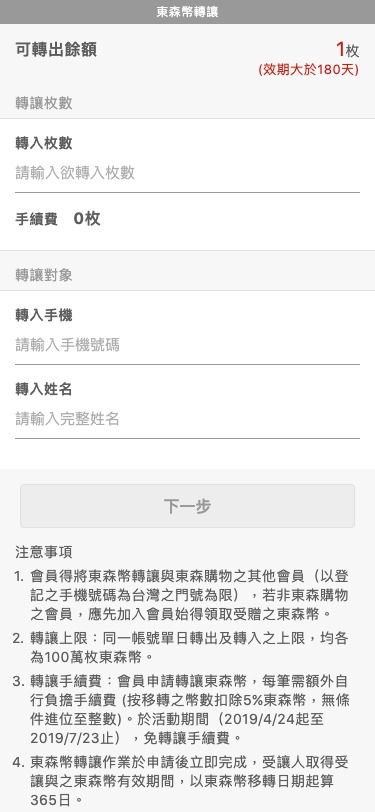 東森幣轉讓
可轉出餘額
1枚
(效期大於180天)
轉讓枚數
轉入枚數
請輸入欲轉入枚數
手續費 0枚
轉讓對象
轉入手機
請輸入手機號碼
轉入姓名
請輸入完整姓名
下一步
注意事項
1. 會員得將東森幣轉讓與東森購物之其他會員（以登
記之手機號碼為台灣之門號為限），若非東森購物
之會員，應先加入會員始得領取受贈之東森幣。
2. 轉讓上限：同一帳號單日轉出及轉入之上限，均各
為100萬枚東森幣。
3. 轉讓手續費：會員申請轉讓東森幣，每筆需額外自
行負擔手續費 (按移轉之幣數扣除5%東森幣，無條
件進位至整數)。於活動期間（2019/4/24起至
2019/7/23止），免轉讓手續費。
4. 東森幣轉讓作業於申請後立即完成，受讓人取得受
讓與之東森幣有效期間，以東森幣移轉日期起算
365日。